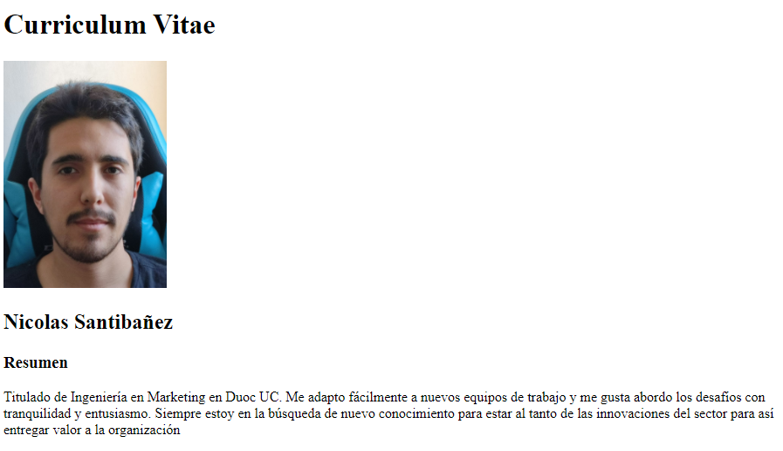 Curriculum Vitae
Nicolas Santibañez
Resumen
Titulado de Ingeniería en Marketing en Duoc UC. Me adapto fácilmente a nuevos equipos de trabajo y me gusta abordo los desafíos con
tranquilidad y entusiasmo. Siempre estoy en la búsqueda de nuevo conocimiento para estar al tanto de las innovaciones del sector para así
entregar valor a la organización